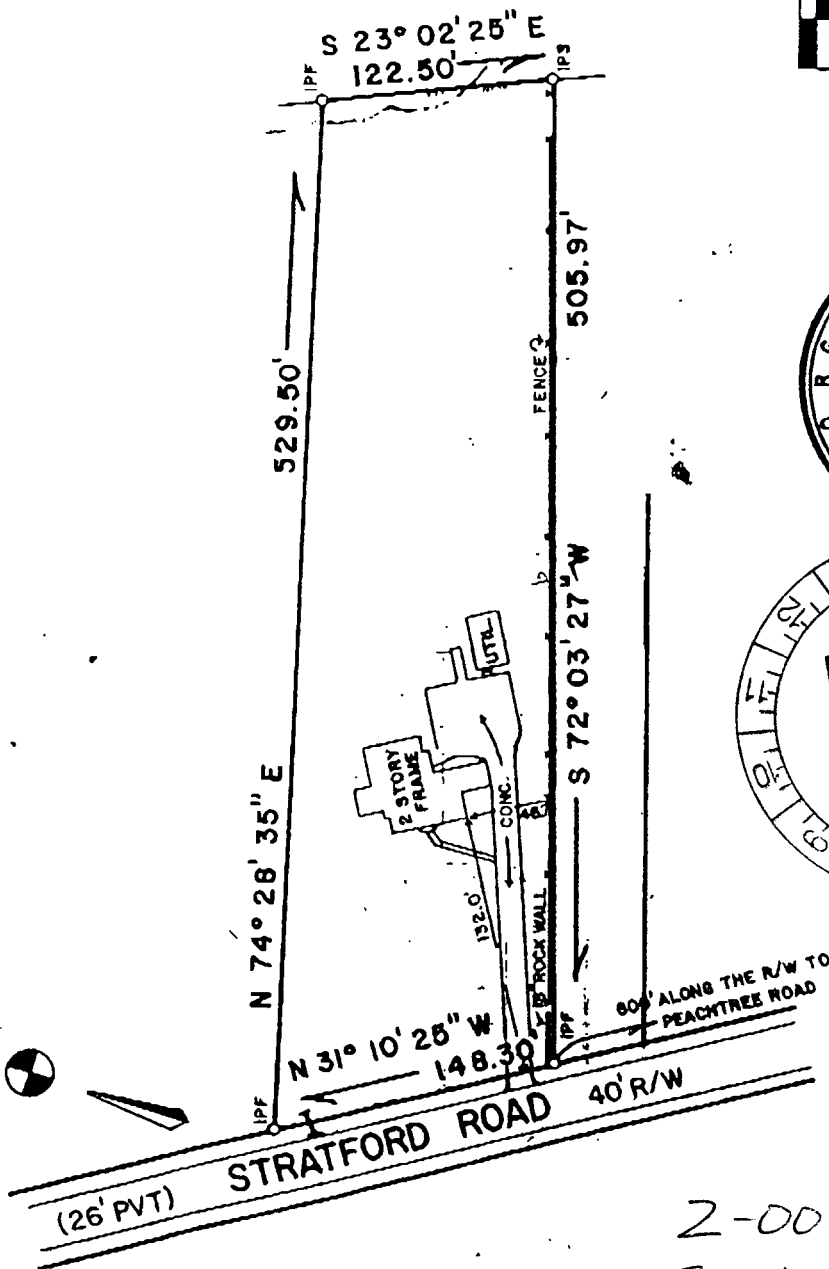 S 23° 02' 25" E
122.50'
IPF
IPS
529.50'
505.97'
FENCE
S 72° 03' 27" W
AUTO.
2 STORY
FRAME
CONC.
132.0'
N 74° 28' 35" E
ROCK WALL
IPF
ALONG THE R/W TO
PEACHTREE ROAD
N 31° 10' 25" W
148.30'
IPF
STRATFORD ROAD
40' R/W
(26' PVT)
2-00